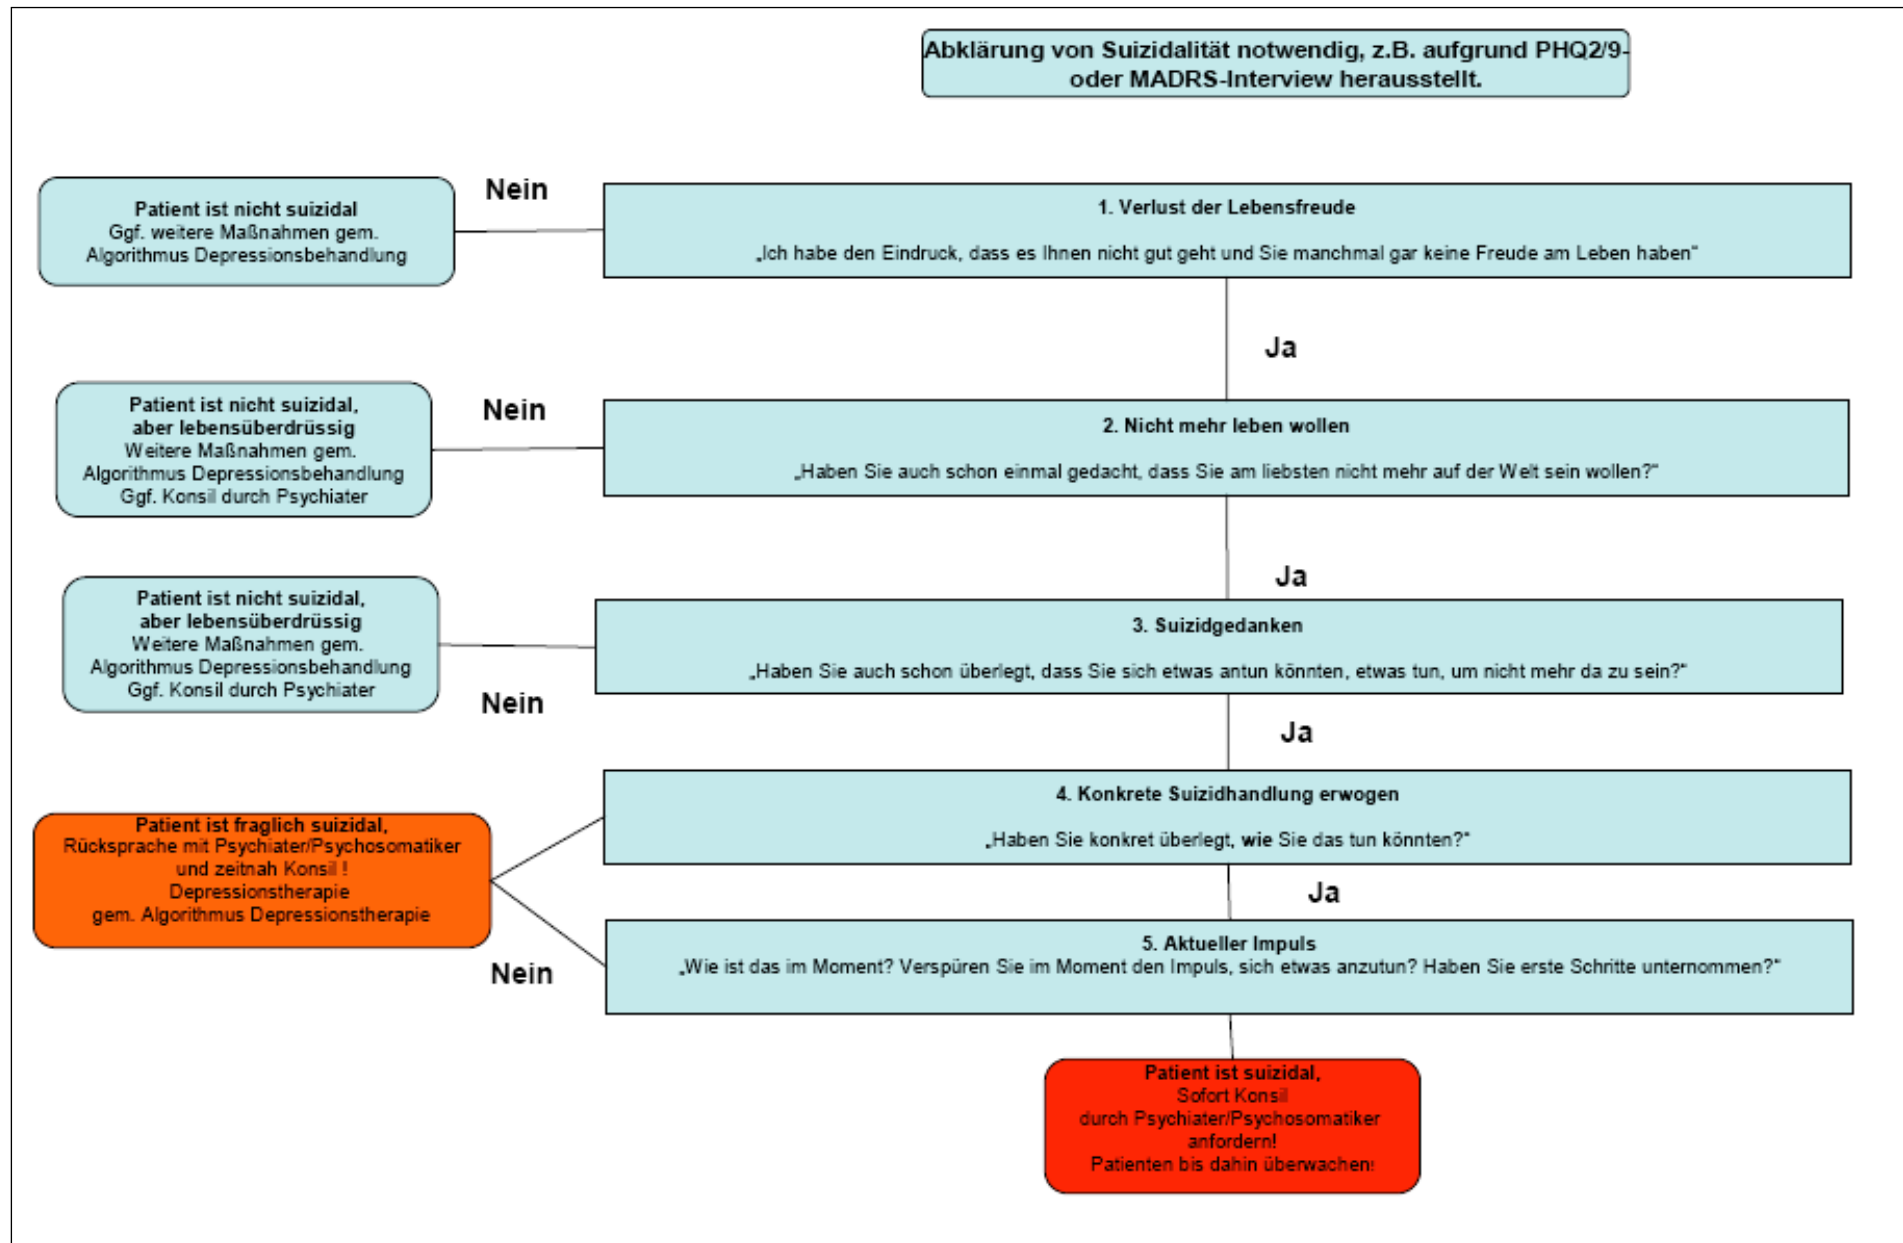 Abklärung von Suizidalität notwendig, z.B. aufgrund PHQ2/9-
oder MADRS-Interview herausstellt.
Patient ist nicht suizidal
Ggf. weitere Maßnahmen gem.
Algorithmus Depressionsbehandlung
Nein
1. Verlust der Lebensfreude
„Ich habe den Eindruck, dass es Ihnen nicht gut geht und Sie manchmal gar keine Freude am Leben haben“
Ja
Patient ist nicht suizidal,
aber lebensüberdrüssig
Weitere Maßnahmen gem.
Algorithmus Depressionsbehandlung
Ggf. Konsil durch Psychiater
Nein
2. Nicht mehr leben wollen
„Haben Sie auch schon einmal gedacht, dass Sie am liebsten nicht mehr auf der Welt sein wollen?“
Ja
Patient ist nicht suizidal,
aber lebensüberdrüssig
Weitere Maßnahmen gem.
Algorithmus Depressionsbehandlung
Ggf. Konsil durch Psychiater
Nein
3. Suizidgedanken
„Haben Sie auch schon überlegt, dass Sie sich etwas antun könnten, etwas tun, um nicht mehr da zu sein?“
Ja
Patient ist fraglich suizidal,
Rücksprache mit Psychiater/Psychosomatiker
und zeitnah Konsil !
Depressionstherapie
gem. Algorithmus Depressionstherapie
4. Konkrete Suizidhandlung erwogen
„Haben Sie konkret überlegt, wie Sie das tun könnten?“
Ja
Nein
5. Aktueller Impuls
„Wie ist das im Moment? Verspüren Sie im Moment den Impuls, sich etwas anzutun? Haben Sie erste Schritte unternommen?“
Patient ist suizidal,
Sofort Konsil
durch Psychiater/Psychosomatiker
anfordern!
Patienten bis dahin überwachen!